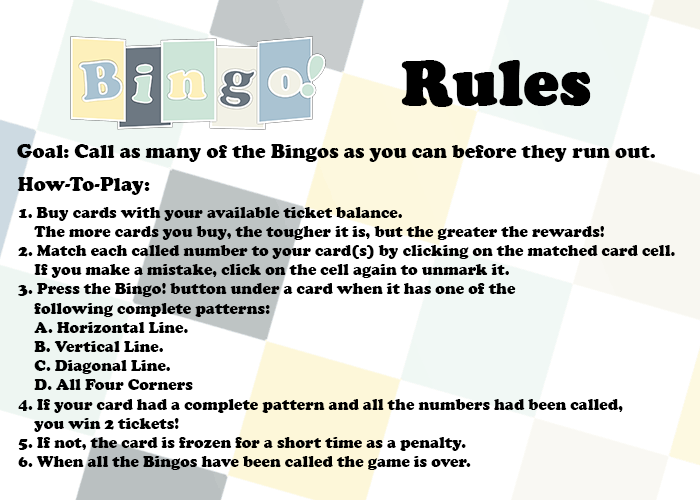 Bingo!
Rules
Goal: Call as many of the Bingos as you can before they run out.
How-To-Play:
1. Buy cards with your available ticket balance.
The more cards you buy, the tougher it is, but the greater the rewards!
2. Match each called number to your card(s) by clicking on the matched card cell.
If you make a mistake, click on the cell again to unmark it.
3. Press the Bingo! button under a card when it has one of the
following complete patterns:
A. Horizontal Line.
B. Vertical Line.
C. Diagonal Line.
D. All Four Corners
4. If your card had a complete pattern and all the numbers had been called,
you win 2 tickets!
5. If not, the card is frozen for a short time as a penalty.
6. When all the Bingos have been called the game is over.